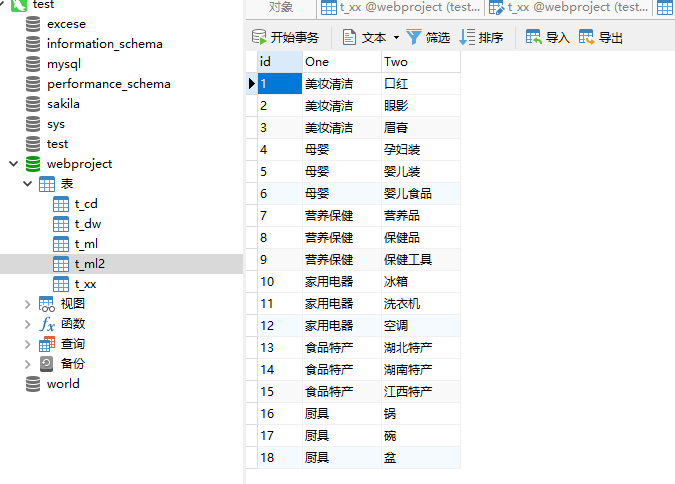 test
excese
information_schema
mysql
performance_schema
sakila
sys
test
webproject
表
t_cd
t_dw
t_ml
t_ml2
t_xx
视图
函数
查询
备份
world
对象 t_xx @webproject (test... t_xx @webproject (test...
开始事务 文本 筛选 排序 导入 导出
id One Two
1 美妆清洁 口红
2 美妆清洁 眼影
3 美妆清洁 眉膏
4 母婴 孕妇装
5 母婴 婴儿装
6 母婴 婴儿食品
7 营养保健 营养品
8 营养保健 保健品
9 营养保健 保健工具
10 家用电器 冰箱
11 家用电器 洗衣机
12 家用电器 空调
13 食品特产 湖北特产
14 食品特产 湖南特产
15 食品特产 江西特产
16 厨具 锅
17 厨具 碗
18 厨具 盆